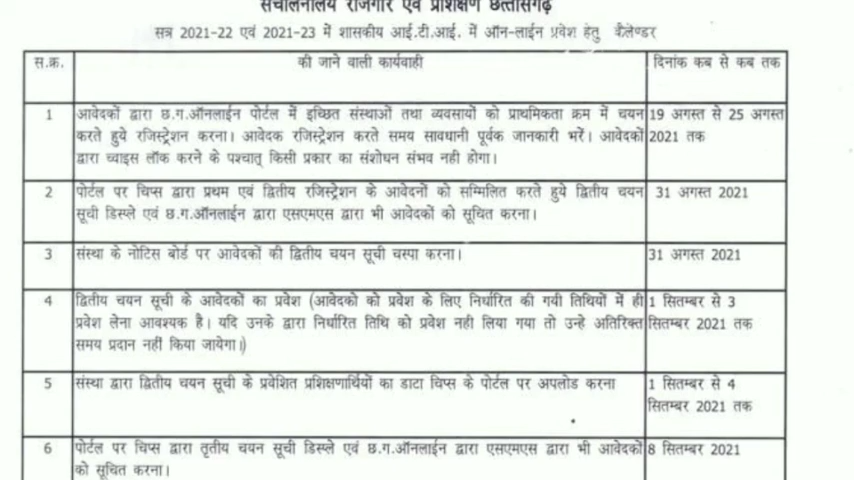 संचालनालय रोजगार एवं प्रशिक्षण छत्तीसगढ़
सत्र 2021-22 एवं 2021-23 में शासकीय आई.टी.आई. में ऑन-लाईन प्रवेश हेतु कैलेण्डर
स.क्र. की जाने वाली कार्यवाही दिनांक कब से कब तक
1 आवेदकों द्वारा छ.ग.ऑनलाईन पोर्टल में इच्छित संस्थाओं तथा व्यवसायों को प्राथमिकता क्रम में चयन 19 अगस्त से 25 अगस्त
करते हुये रजिस्ट्रेशन करना। आवेदक रजिस्ट्रेशन करते समय सावधानी पूर्वक जानकारी भरें। आवेदकों 2021 तक
द्वारा च्वाइस लॉक करने के पश्चात् किसी प्रकार का संशोधन संभव नही होगा।
2 पोर्टल पर चिप्स द्वारा प्रथम एवं द्वितीय रजिस्ट्रेशन के आवेदनों को सम्मिलित करते हुये द्वितीय चयन 31 अगस्त 2021
सूची डिस्प्ले एवं छ.ग.ऑनलाईन द्वारा एसएमएस द्वारा भी आवेदकों को सूचित करना।
3 संस्था के नोटिस बोर्ड पर आवेदकों की द्वितीय चयन सूची चस्पा करना। 31 अगस्त 2021
4 द्वितीय चयन सूची के आवेदकों का प्रवेश (आवेदको को प्रवेश के लिए निर्धारित की गयी तिथियों में ही 1 सितम्बर से 3
प्रवेश लेना आवश्यक है। यदि उनके द्वारा निर्धारित तिथि को प्रवेश नही लिया गया तो उन्हे अतिरिक्त सितम्बर 2021 तक
समय प्रदान नहीं किया जायेगा।)
5 संस्था द्वारा द्वितीय चयन सूची के प्रवेशित प्रशिक्षणार्थियों का डाटा चिप्स के पोर्टल पर अपलोड करना 1 सितम्बर से 4
सितम्बर 2021 तक
6 पोर्टल पर चिप्स द्वारा तृतीय चयन सूची डिस्प्ले एवं छ.ग.ऑनलाईन द्वारा एसएमएस द्वारा भी आवेदकों 8 सितम्बर 2021
को सूचित करना।